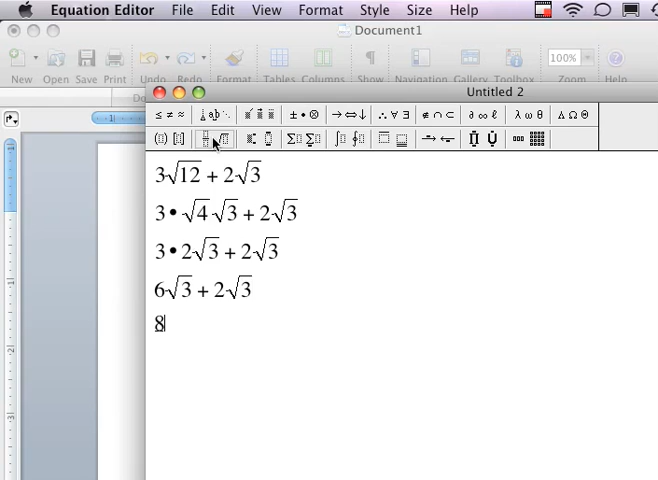 Equation Editor File Edit View Format Style Size Help
Document1
New Open Save Print Undo Redo Format Tables Columns Show Navigation Gallery Toolbox Zoom Help
100%
Untitled 2
≤ ≠ ≈ ± • ⊗ → ⇔ ↓ ∴ ∀ ∃ ∉ ∩ ⊂ ∂ ∞ ℓ λ ω θ Δ Ω Θ
3√12 + 2√3
3 • √4 √3 + 2√3
3 • 2√3 + 2√3
6√3 + 2√3
8